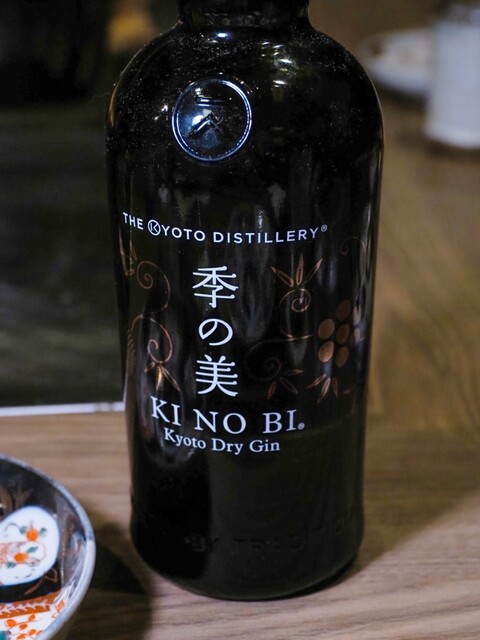 THE KYOTO DISTILLERY®
季の美
KI NO BI®
Kyoto Dry Gin